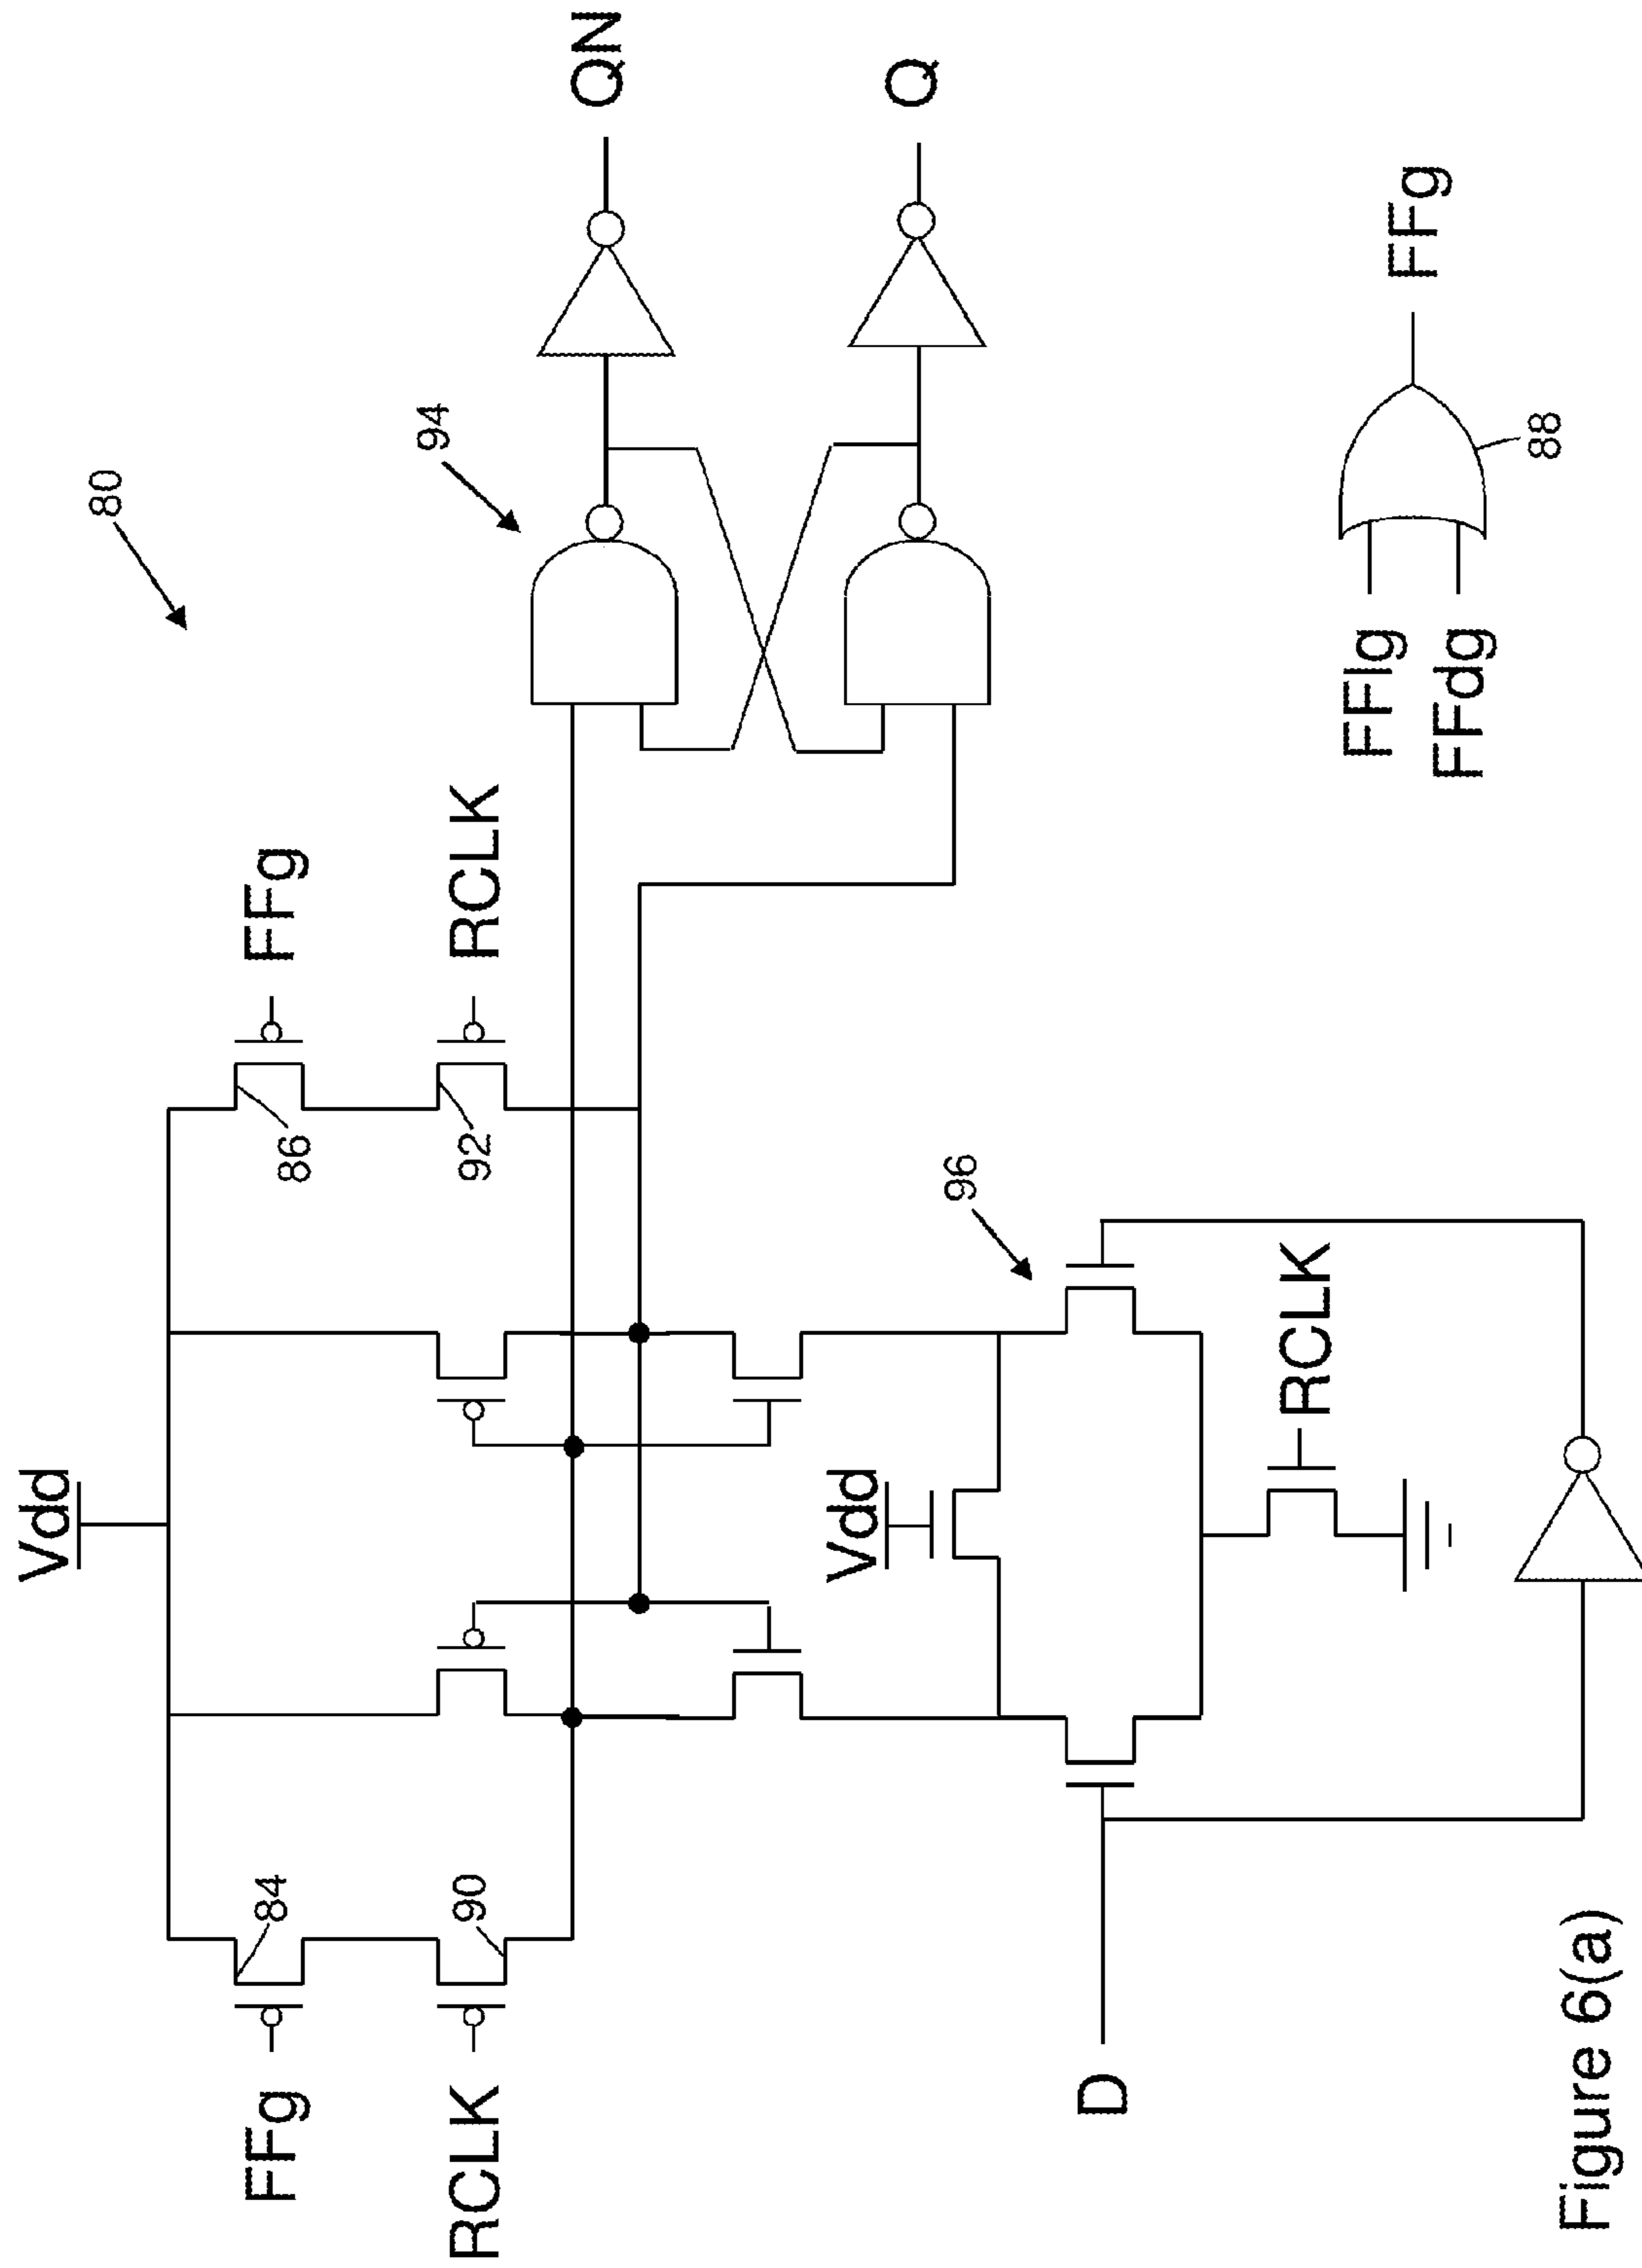 80
Vdd
FFg
84
RCLK
90
FFg
86
RCLK
92
94
QN
Q
Vdd
96
D
RCLK
FFlg
FFdg
FFg
88
Figure 6(a)